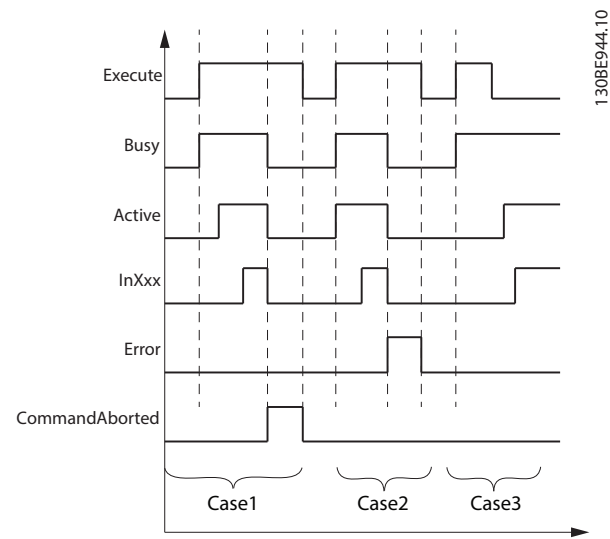 130BE944.10
Execute
Busy
Active
InXxx
Error
CommandAborted
Case1
Case2
Case3